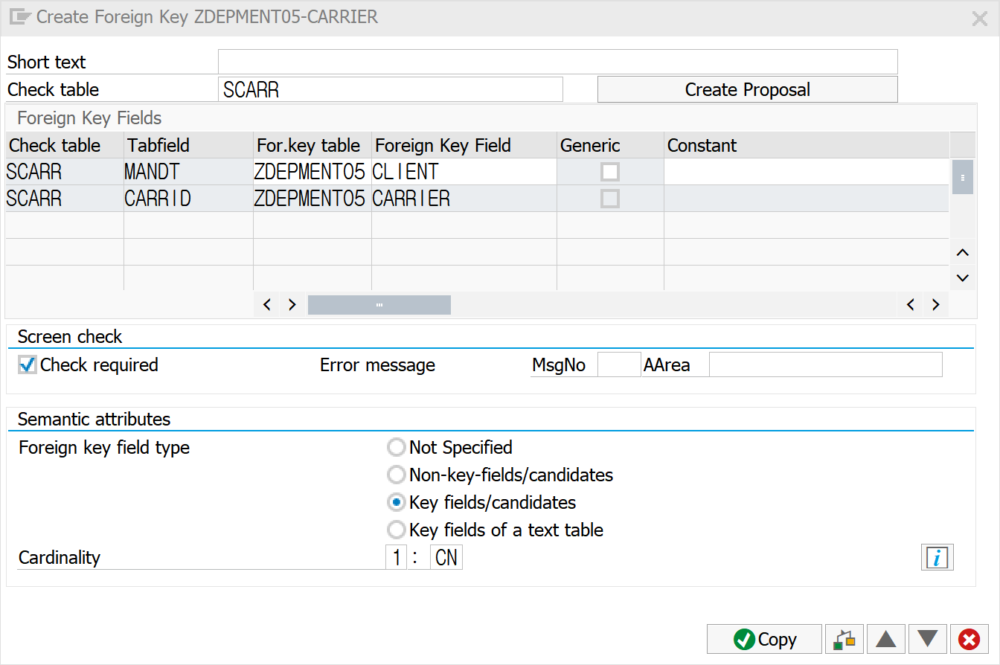 Create Foreign Key ZDEPMENT05-CARRIER
Short text
Check table SCARR Create Proposal
Foreign Key Fields
Check table Tabfield For.key table Foreign Key Field Generic Constant
SCARR MANDT ZDEPMENT05 CLIENT
SCARR CARRID ZDEPMENT05 CARRIER
Screen check
Check required Error message MsgNo AArea
Semantic attributes
Foreign key field type Not Specified
Non-key-fields/candidates
Key fields/candidates
Key fields of a text table
Cardinality 1 : CN i
Copy